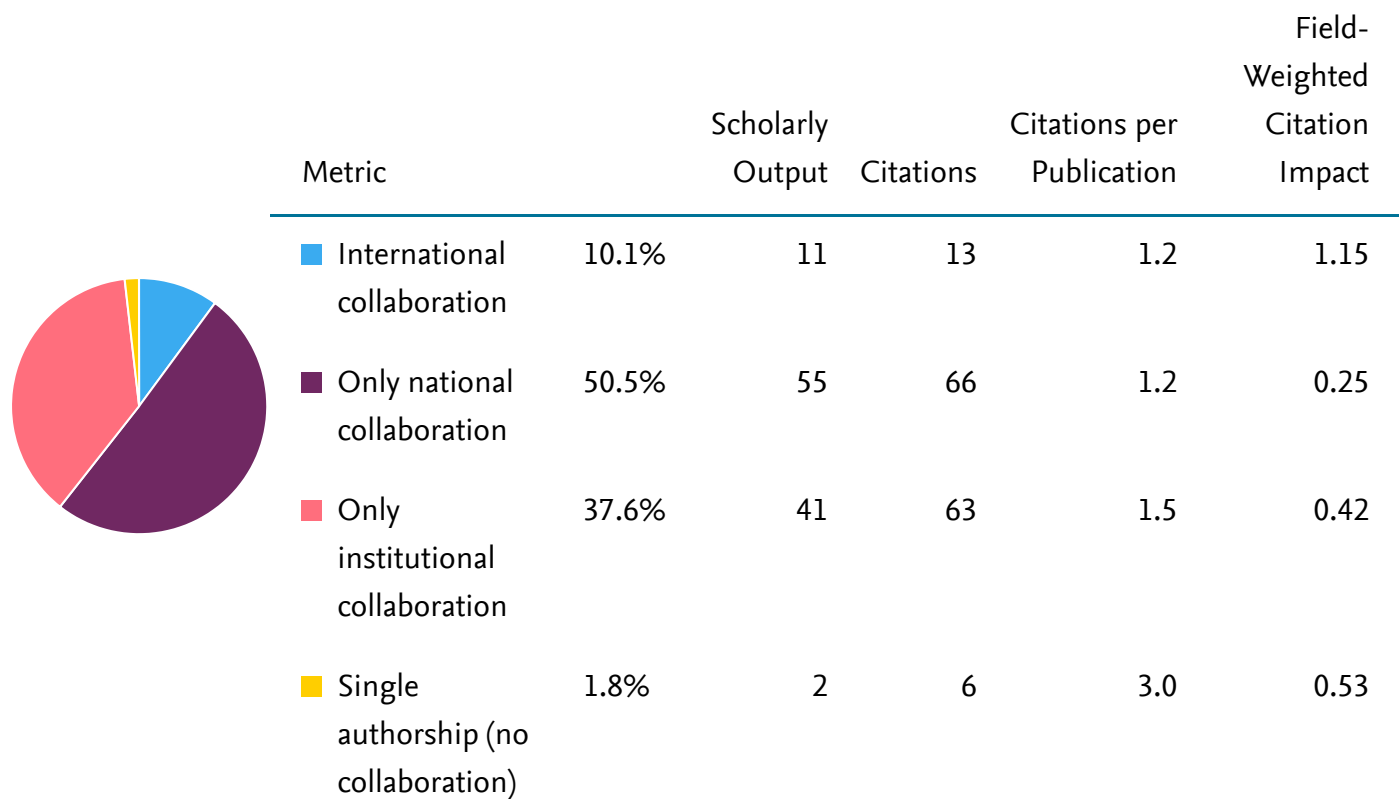 Field-
Weighted
Scholarly Citations per Citation
Metric Output Citations Publication Impact
International 10.1% 11 13 1.2 1.15
collaboration
Only national 50.5% 55 66 1.2 0.25
collaboration
Only 37.6% 41 63 1.5 0.42
institutional
collaboration
Single 1.8% 2 6 3.0 0.53
authorship (no
collaboration)